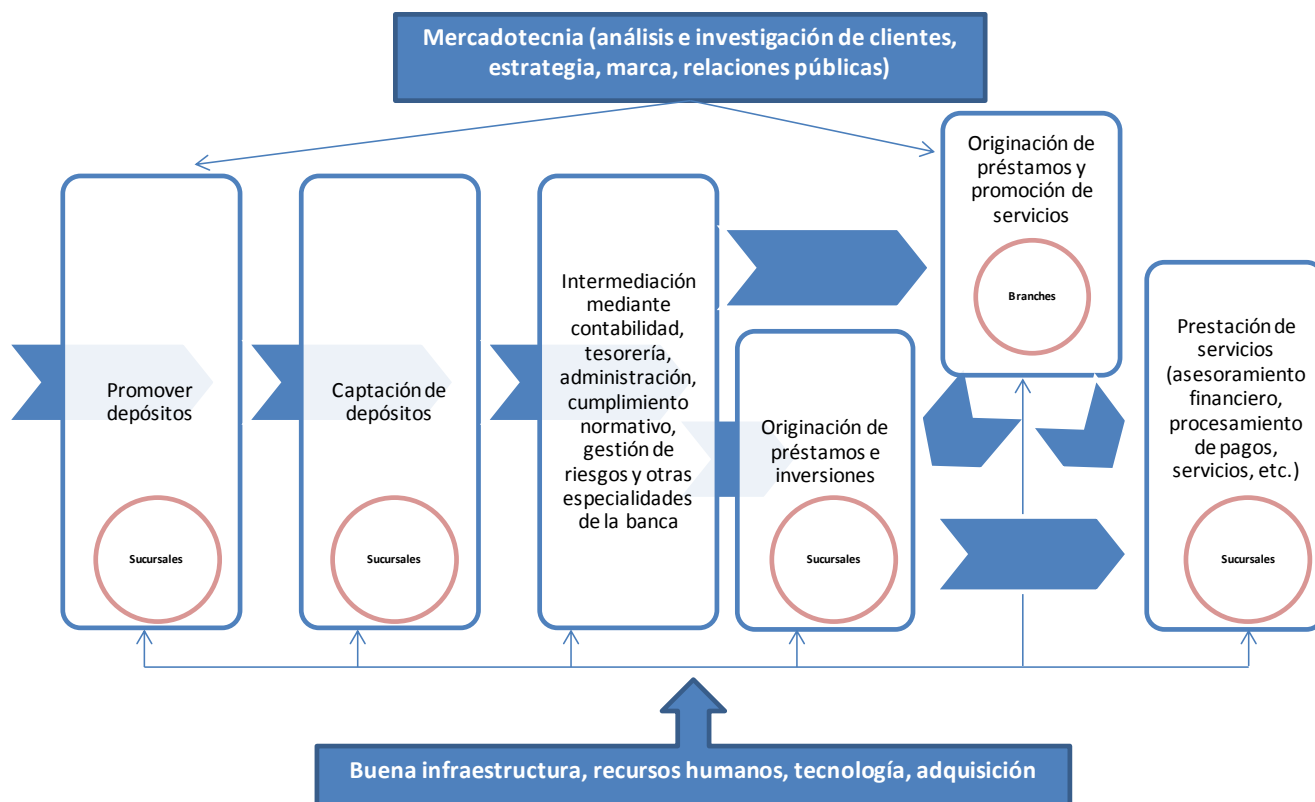 Mercadotecnia (análisis e investigación de clientes,
estrategia, marca, relaciones públicas)
Promover
depósitos
Sucursales
Captación de
depósitos
Sucursales
Intermediación
mediante
contabilidad,
tesorería,
administración,
cumplimiento
normativo,
gestión de
riesgos y otras
especialidades
de la banca
Originación de
préstamos y
promoción de
servicios
Branches
Originación de
préstamos e
inversiones
Sucursales
Prestación de
servicios
(asesoramiento
financiero,
procesamiento
de pagos,
servicios, etc.)
Sucursales
Buena infraestructura, recursos humanos, tecnología, adquisición